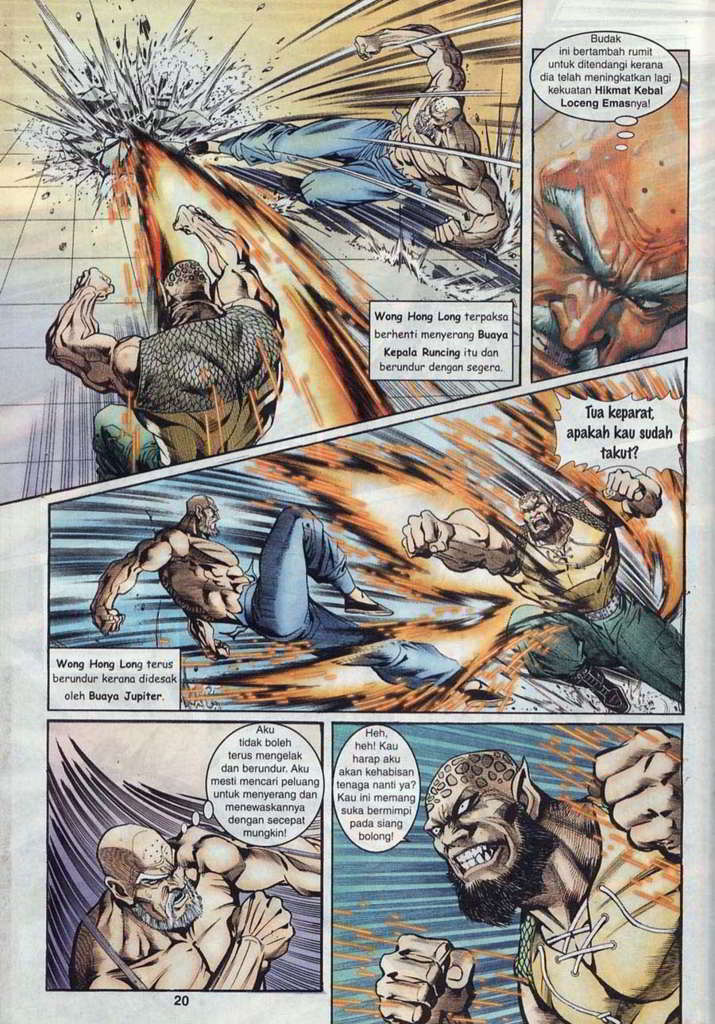 Budak
ini bertambah rumit
untuk ditendangi kerana
dia telah meningkatkan lagi
kekuatan Hikmat Kebal
Loceng Emasnya!
Wong Hong Long terpaksa
berhenti menyerang Buaya
Kepala Runcing itu dan
berundur dengan segera.
Tua keparat,
apakah kau sudah
takut?
Wong Hong Long terus
berundur kerana didesak
oleh Buaya Jupiter.
Aku
tidak boleh
terus mengelak
dan berundur. Aku
mesti mencari peluang
untuk menyerang dan
menewaskannya
dengan secepat
mungkin!
Heh,
heh! Kau
harap aku
akan kehabisan
tenaga nanti ya?
Kau ini memang
suka bermimpi
pada siang
bolong!
20